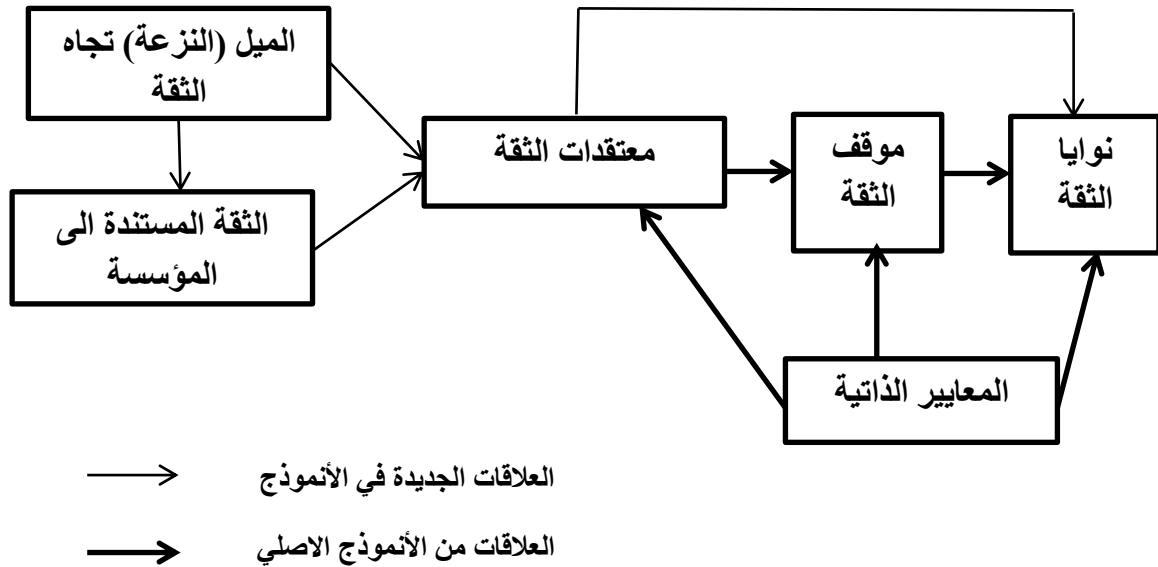 الميل (النزعة) تجاه
الثقة
الثقة المستندة الى
المؤسسة
معتقدات الثقة
موقف
الثقة
نوايا
الثقة
المعايير الذاتية
العلاقات الجديدة في الأنموذج
العلاقات من الأنموذج الاصلي